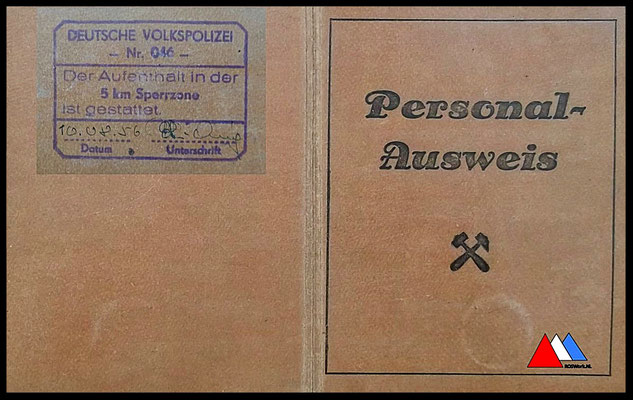 DEUTSCHE VOLKSPOLIZEI
– Nr. 086 –
Der Aufenthalt in der
5 km Sperrzone
ist gestattet.
10.08.56
Datum Unterschrift
Personal-
Ausweis